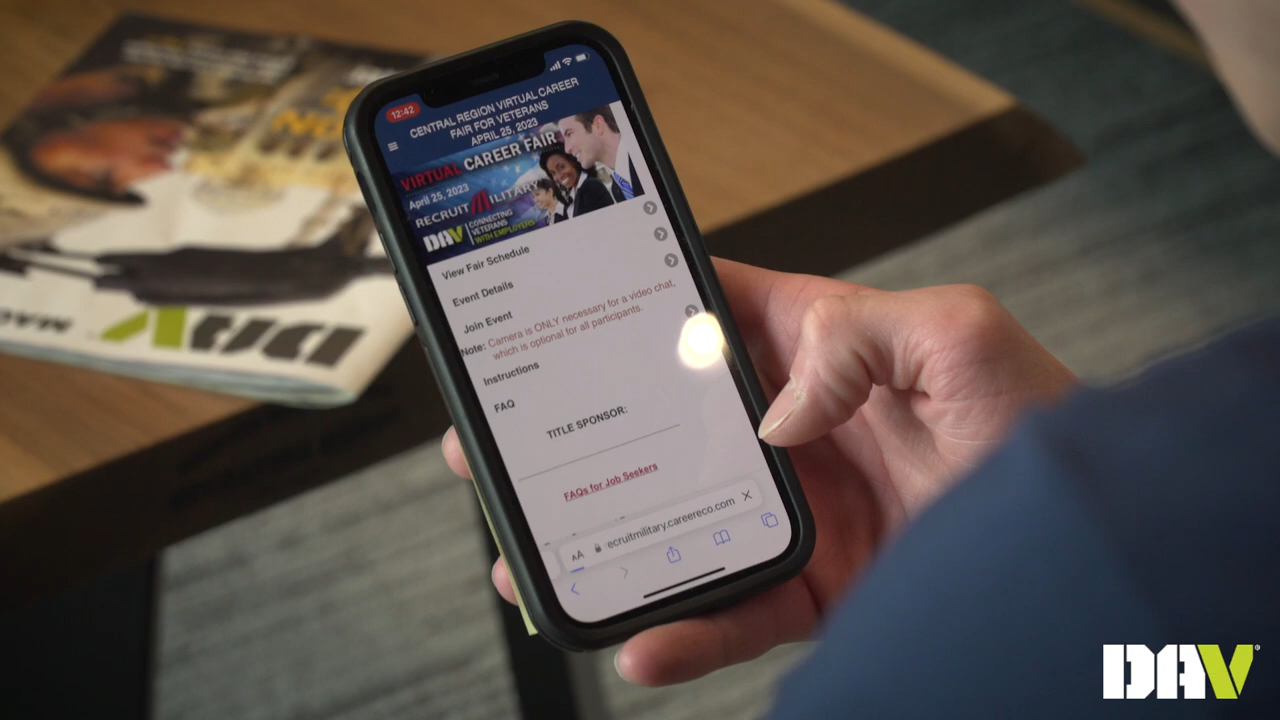 12:42
CENTRAL REGION VIRTUAL CAREER
FAIR FOR VETERANS
APRIL 25, 2023
VIRTUAL CAREER FAIR
April 25, 2023
RECRUIT MILITARY
DAV
CONNECTING
VETERANS
WITH EMPLOYERS
View Fair Schedule
Event Details
Join Event
Note: Camera is ONLY necessary for a video chat,
which is optional for all participants.
Instructions
FAQ
TITLE SPONSOR:
FAQs for Job Seekers
AA ecruitmilitary.careereco.com
DAV
DAV®